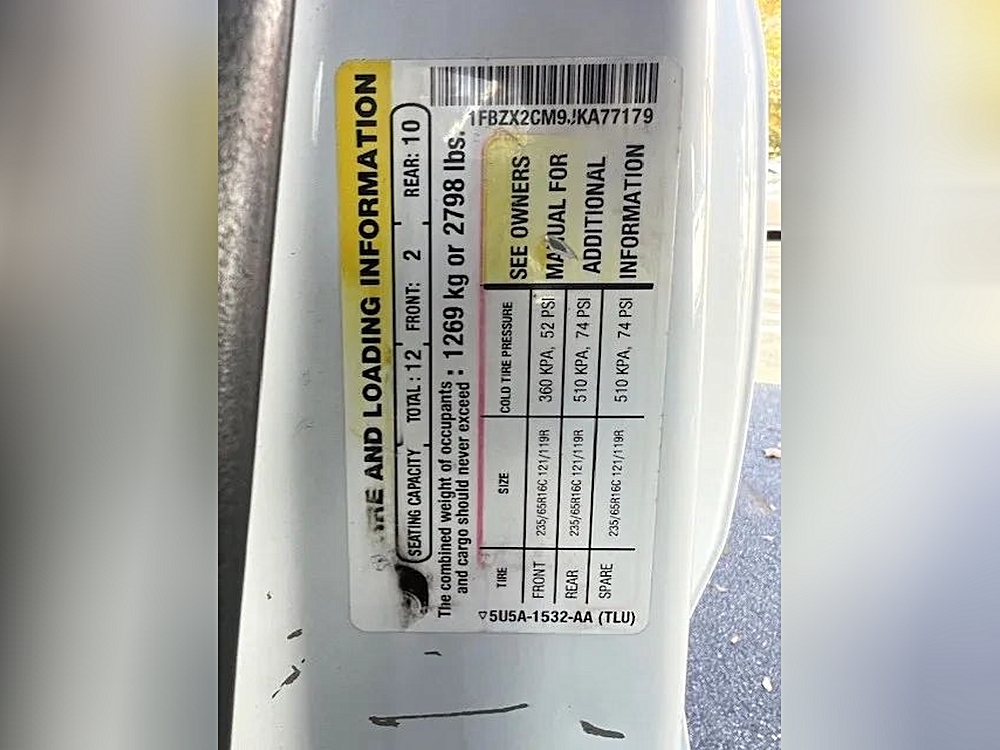 TIRE AND LOADING INFORMATION
SEATING CAPACITY TOTAL : 12 FRONT: 2 REAR: 10
The combined weight of occupants
and cargo should never exceed : 1269 kg or 2798 lbs.
TIRE SIZE COLD TIRE PRESSURE
FRONT 235/65R16C 121/119R 360 KPA, 52 PSI
REAR 235/65R16C 121/119R 510 KPA, 74 PSI
SPARE 235/65R16C 121/119R 510 KPA, 74 PSI
SEE OWNERS
MANUAL FOR
ADDITIONAL
INFORMATION
5U5A-1532-AA (TLU)
1FBZX2CM9JKA77179